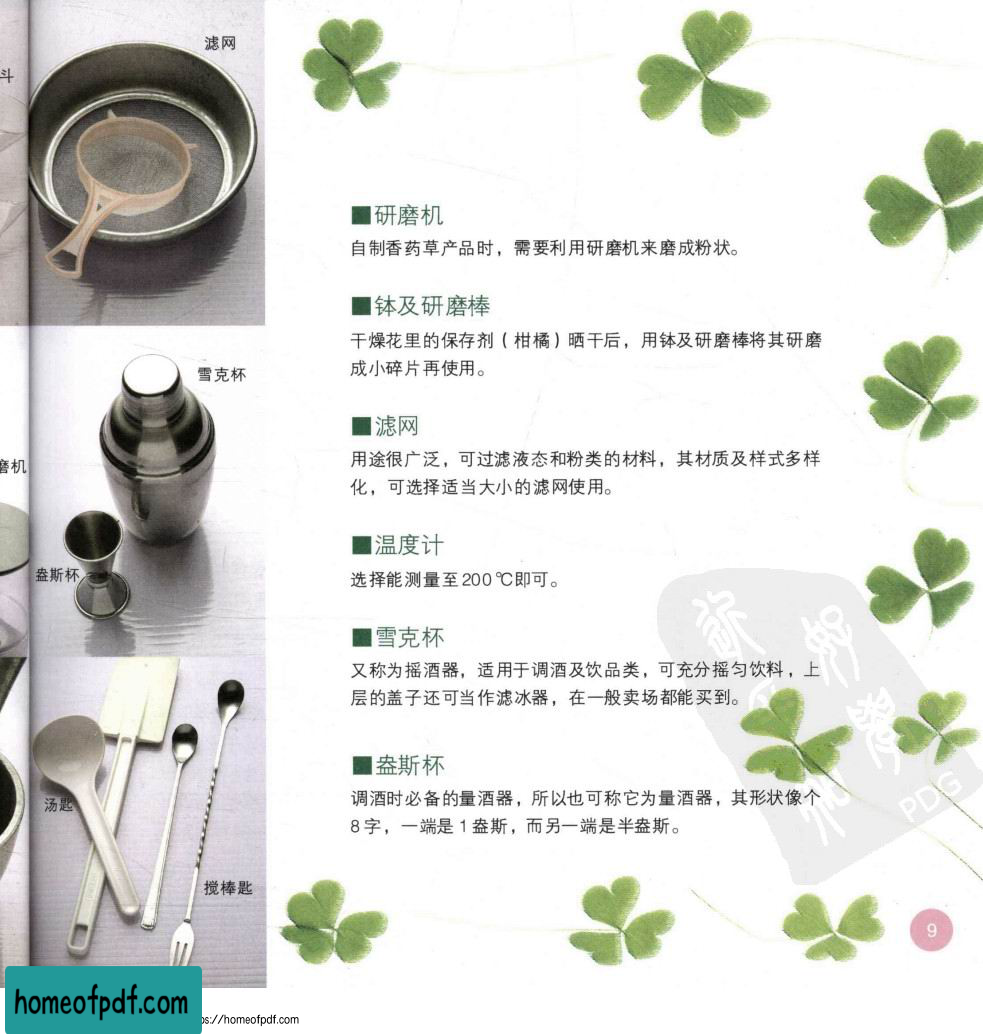 滤网
斗
雪克杯
磨机
盎斯杯
汤匙
搅棒匙
■研磨机
自制香药草产品时，需要利用研磨机来磨成粉状。
■钵及研磨棒
干燥花里的保存剂（柑橘）晒干后，用钵及研磨棒将其研磨
成小碎片再使用。
■滤网
用途很广泛，可过滤液态和粉类的材料，其材质及样式多样
化，可选择适当大小的滤网使用。
■温度计
选择能测量至200℃即可。
■雪克杯
又称为摇酒器，适用于调酒及饮品类，可充分摇匀饮料，上
层的盖子还可当作滤冰器，在一般卖场都能买到。
■盎斯杯
调酒时必备的量酒器，所以也可称它为量酒器，其形状像个
8字，一端是1盎斯，而另一端是半盎斯。
PDG
9
homeofpdf.com
ps://homeofpdf.com